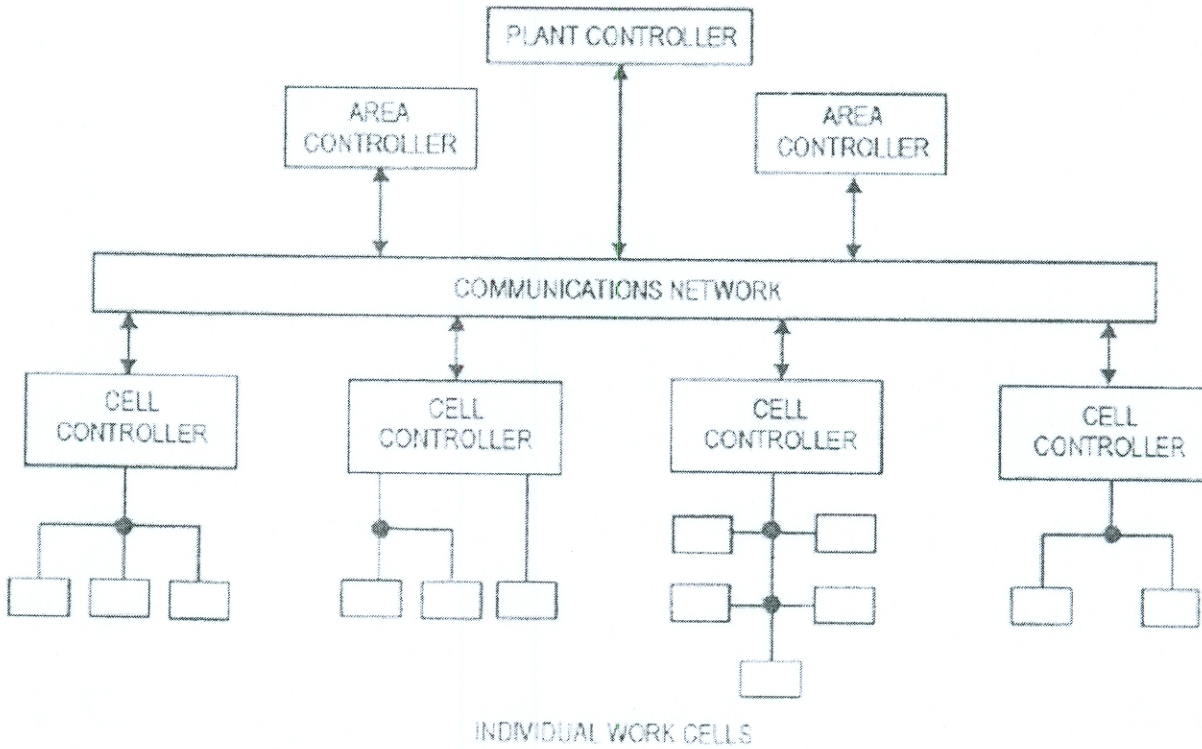 PLANT CONTROLLER
AREA
CONTROLLER
AREA
CONTROLLER
COMMUNICATIONS NETWORK
CELL
CONTROLLER
CELL
CONTROLLER
CELL
CONTROLLER
CELL
CONTROLLER
INDIVIDUAL WORK CELLS